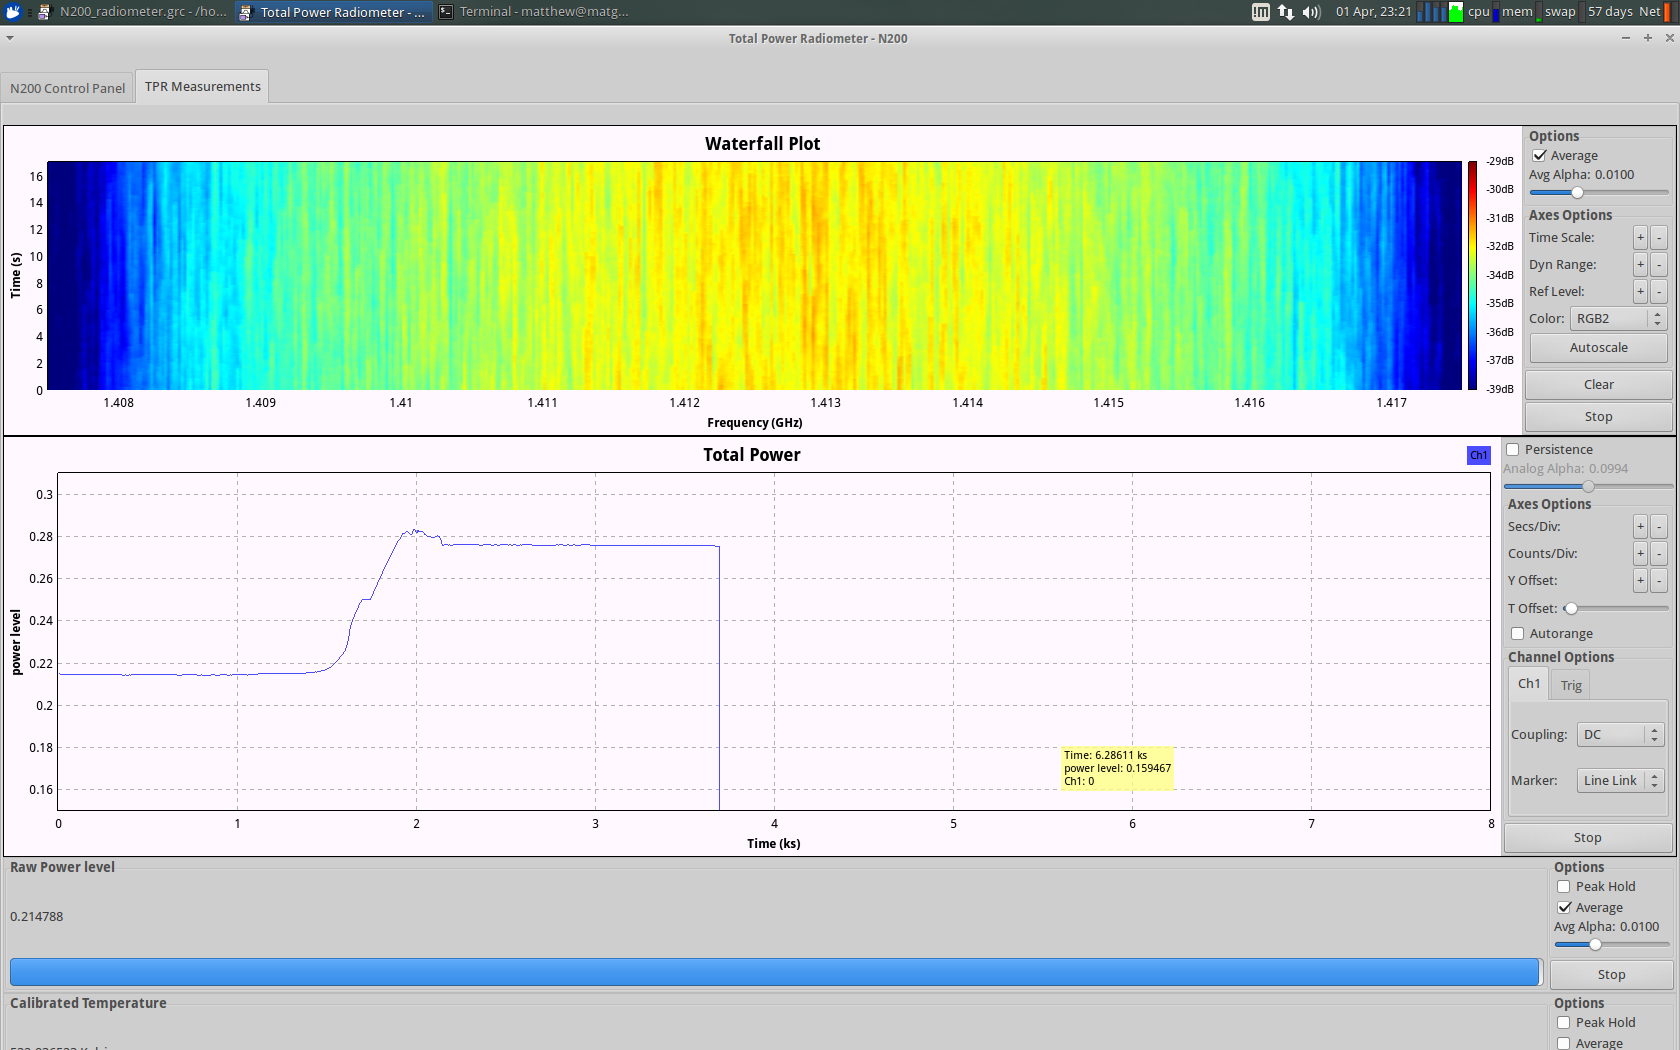 N200_radiometer.grc - /ho... Total Power Radiometer - ... Terminal - matthew@matg... 01 Apr, 23:21 cpu mem swap 57 days Net
Total Power Radiometer - N200
N200 Control Panel TPR Measurements
Waterfall Plot
16
14
12
10
8
6
4
2
0
Time (s)
1.408 1.409 1.41 1.411 1.412 1.413 1.414 1.415 1.416 1.417
Frequency (GHz)
-29dB
-30dB
-31dB
-32dB
-34dB
-35dB
-36dB
-37dB
-39dB
Options
Average
Avg Alpha: 0.0100
Axes Options
Time Scale: + -
Dyn Range: + -
Ref Level: + -
Color: RGB2
Autoscale
Clear
Stop
Total Power
Ch1
0.3
0.28
0.26
0.24
0.22
0.2
0.18
0.16
power level
0 1 2 3 4 5 6 7 8
Time (ks)
Time: 6.28611 ks
power level: 0.159467
Ch1: 0
Persistence
Analog Alpha: 0.0994
Axes Options
Secs/Div: + -
Counts/Div: + -
Y Offset: + -
T Offset:
Autorange
Channel Options
Ch1 Trig
Coupling: DC
Marker: Line Link
Stop
Raw Power level
0.214788
Options
Peak Hold
Average
Avg Alpha: 0.0100
Stop
Calibrated Temperature
Options
Peak Hold
Average